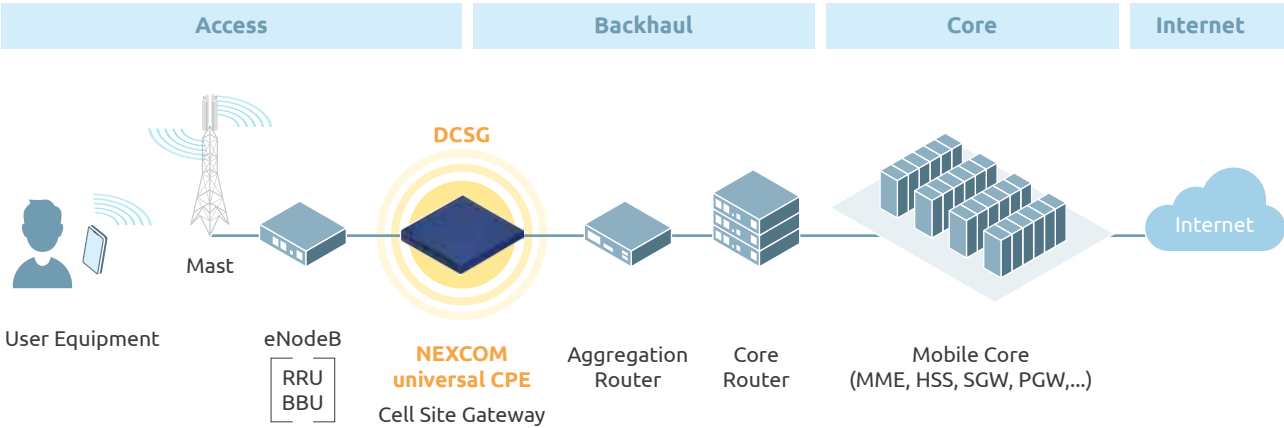 Access
Backhaul
Core
Internet
DCSG
Internet
Mast
User Equipment
eNodeB
RRU
BBU
NEXCOM
universal CPE
Cell Site Gateway
Aggregation
Router
Core
Router
Mobile Core
(MME, HSS, SGW, PGW,...)